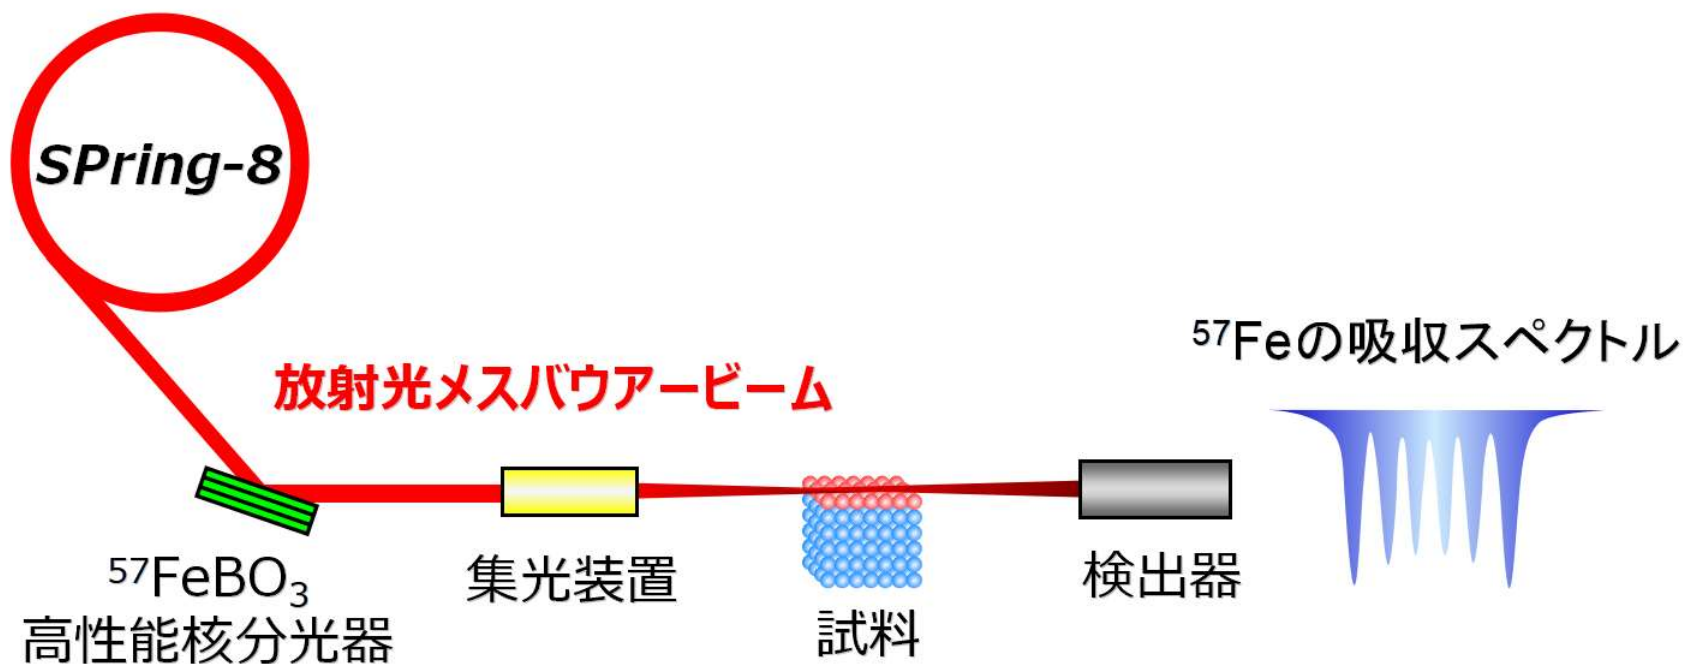 SPring-8
⁵⁷Feの吸収スペクトル
放射光メスバウアービーム
⁵⁷FeBO₃
高性能核分光器
集光装置
試料
検出器